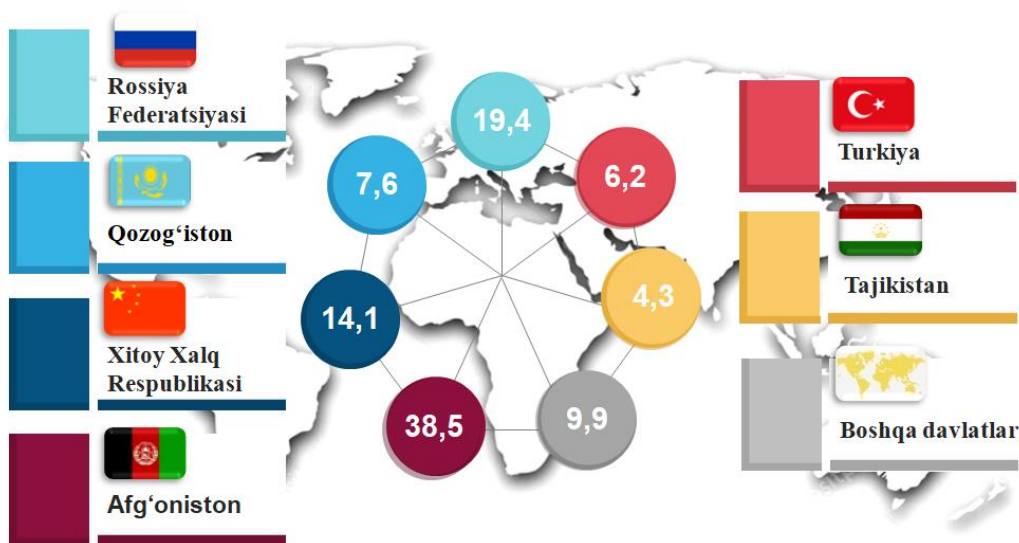 Rossiya
Federatsiyasi
Qozog‘iston
Xitoy Xalq
Respublikasi
Afg‘oniston
19,4
7,6
6,2
14,1
4,3
38,5
9,9
Turkiya
Tajikistan
Boshqa davlatlar